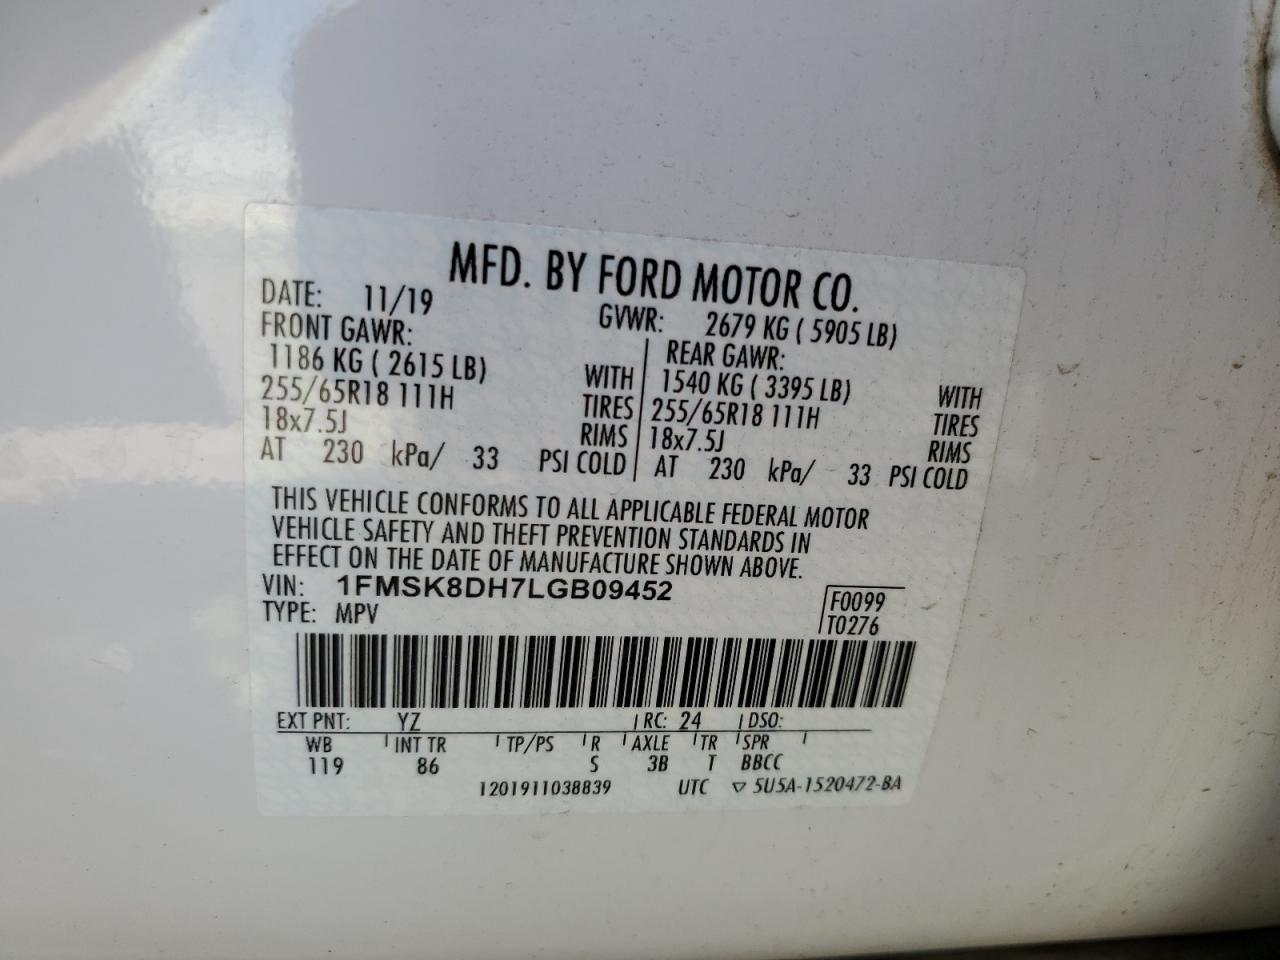 MFD. BY FORD MOTOR CO.
DATE: 11/19 GVWR: 2679 KG ( 5905 LB)
FRONT GAWR: REAR GAWR:
1186 KG ( 2615 LB) WITH 1540 KG ( 3395 LB) WITH
255/65R18 111H TIRES 255/65R18 111H TIRES
18x7.5J RIMS 18x7.5J RIMS
AT 230 kPa/ 33 PSI COLD AT 230 kPa/ 33 PSI COLD
THIS VEHICLE CONFORMS TO ALL APPLICABLE FEDERAL MOTOR
VEHICLE SAFETY AND THEFT PREVENTION STANDARDS IN
EFFECT ON THE DATE OF MANUFACTURE SHOWN ABOVE.
VIN: 1FMSK8DH7LGB09452 F0099
TYPE: MPV T0276
EXT PNT: YZ RC: 24 DSO:
WB INT TR TP/PS R AXLE TR SPR
119 86 S 3B T BBCC
1201911038839 UTC ▽ 5U5A-1520472-BA